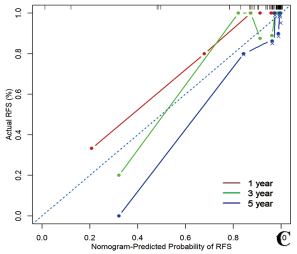 Actual RFS (%)
1.0
0.8
0.6
0.4
0.2
0.0
1 year
3 year
5 year
0.0 0.2 0.4 0.6 0.8 1.0
Nomogram-Predicted Probability of RFS
C